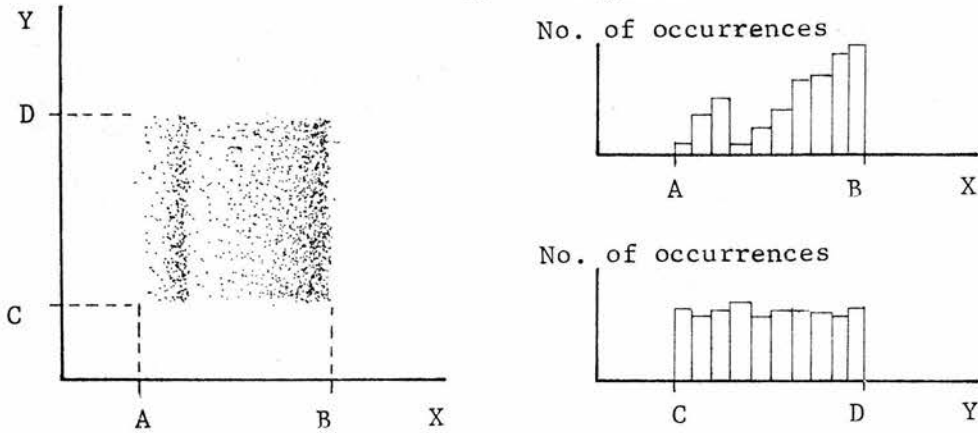 Y
D
C
A B X
No. of occurrences
A B X
No. of occurrences
C D Y